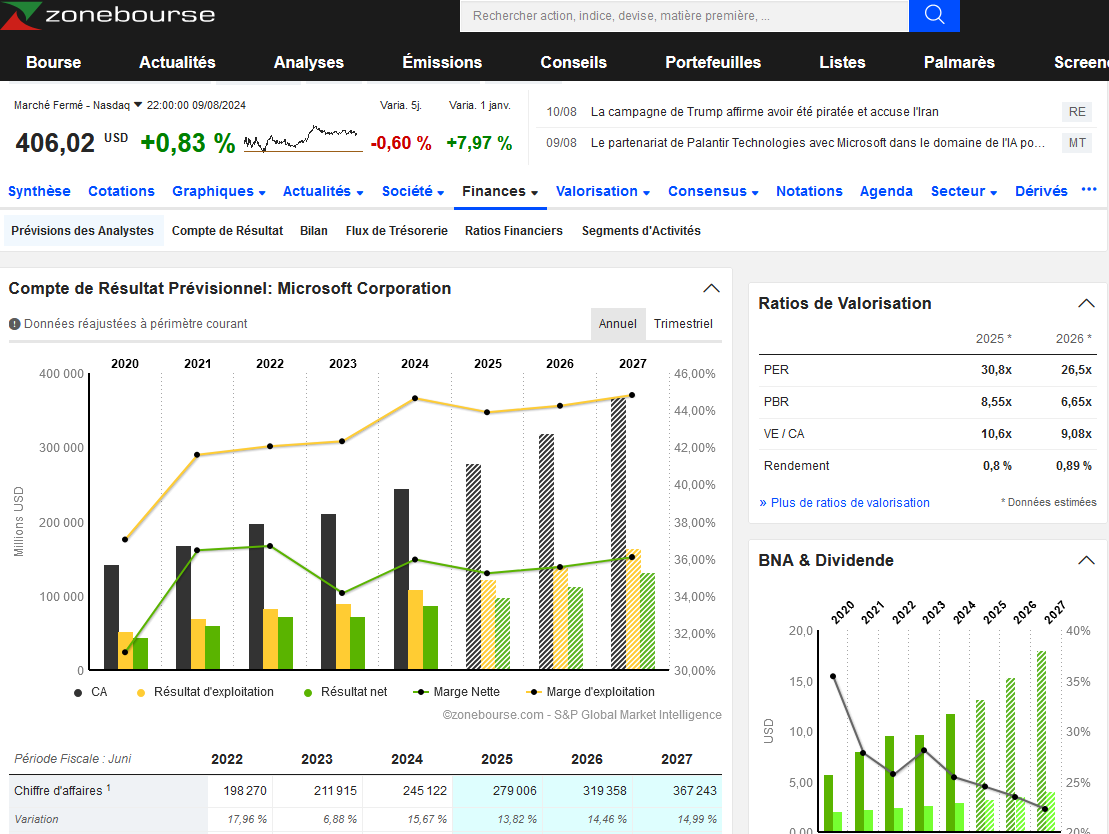 zonebourse
Rechercher action, indice, devise, matière première, ...
Bourse Actualités Analyses Émissions Conseils Portefeuilles Listes Palmarès Screen
Marché Fermé - Nasdaq 22:00:00 09/08/2024 Varia. 5j. Varia. 1 janv.
406,02 USD +0,83 % -0,60 % +7,97 %
10/08 La campagne de Trump affirme avoir été piratée et accuse l'Iran RE
09/08 Le partenariat de Palantir Technologies avec Microsoft dans le domaine de l'IA po... MT
Synthèse Cotations Graphiques Actualités Société Finances Valorisation Consensus Notations Agenda Secteur Dérivés ...
Prévisions des Analystes Compte de Résultat Bilan Flux de Trésorerie Ratios Financiers Segments d'Activités
Compte de Résultat Prévisionnel: Microsoft Corporation
Données réajustées à périmètre courant
Annuel Trimestriel
2020 2021 2022 2023 2024 2025 2026 2027
400 000
300 000
200 000
100 000
0
Millions USD
46,00%
44,00%
42,00%
40,00%
38,00%
36,00%
34,00%
32,00%
30,00%
CA Résultat d'exploitation Résultat net Marge Nette Marge d'exploitation
©zonebourse.com - S&P Global Market Intelligence
Période Fiscale : Juni 2022 2023 2024 2025 2026 2027
Chiffre d'affaires 1 198 270 211 915 245 122 279 006 319 358 367 243
Variation 17,96 % 6,88 % 15,67 % 13,82 % 14,46 % 14,99 %
Ratios de Valorisation
2025 * 2026 *
PER 30,8x 26,5x
PBR 8,55x 6,65x
VE / CA 10,6x 9,08x
Rendement 0,8 % 0,89 %
» Plus de ratios de valorisation * Données estimées
BNA & Dividende
2020 2021 2022 2023 2024 2025 2026 2027
20,0
15,0
10,0
5,00
0,00
USD
40%
35%
30%
25%
20%